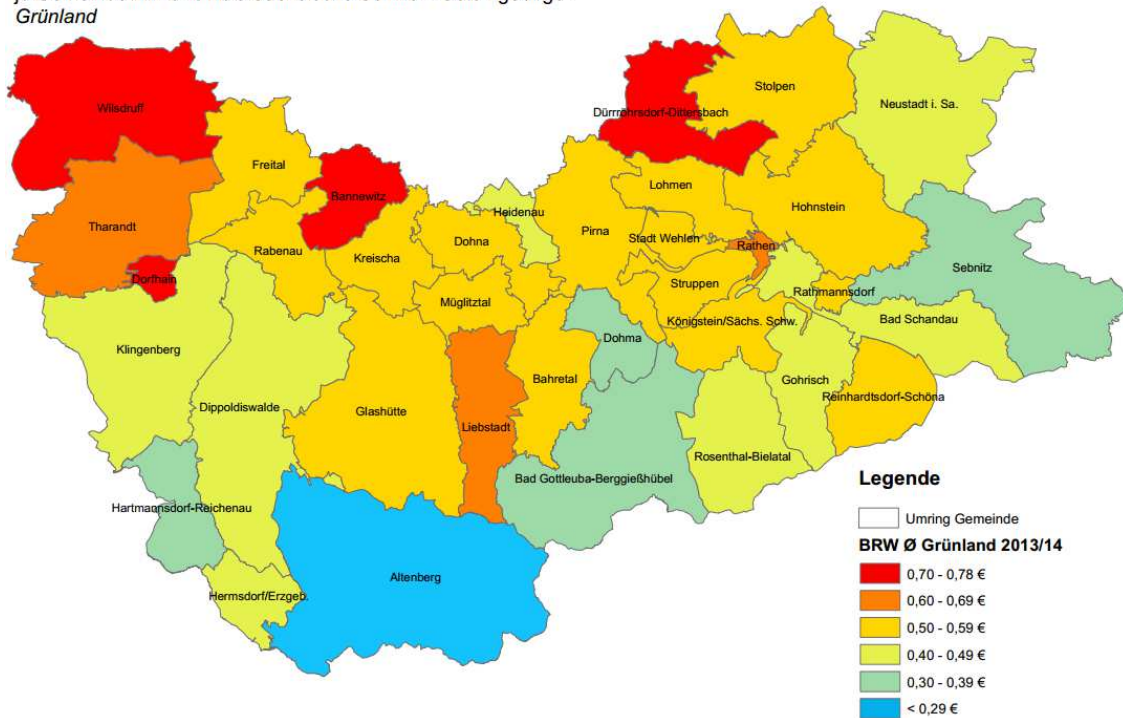 Grünland
Wilsdruff
Stolpen
Dürrröhrsdorf-Dittersbach
Neustadt i. Sa.
Freital
Bannewitz
Lohmen
Hohnstein
Tharandt
Heidenau
Pirna
Stadt Wehlen
Rathen
Rabenau
Kreischa
Dohna
Dorfhain
Sebnitz
Struppen
Rathmannsdorf
Müglitztal
Königstein/Sächs. Schw.
Bad Schandau
Klingenberg
Dohma
Bahretal
Gohrisch
Dippoldiswalde
Glashütte
Liebstadt
Reinhardtsdorf-Schöna
Rosenthal-Bielatal
Bad Gottleuba-Berggießhübel
Hartmannsdorf-Reichenau
Altenberg
Hermsdorf/Erzgeb.
Legende
Umring Gemeinde
BRW Ø Grünland 2013/14
0,70 - 0,78 €
0,60 - 0,69 €
0,50 - 0,59 €
0,40 - 0,49 €
0,30 - 0,39 €
< 0,29 €